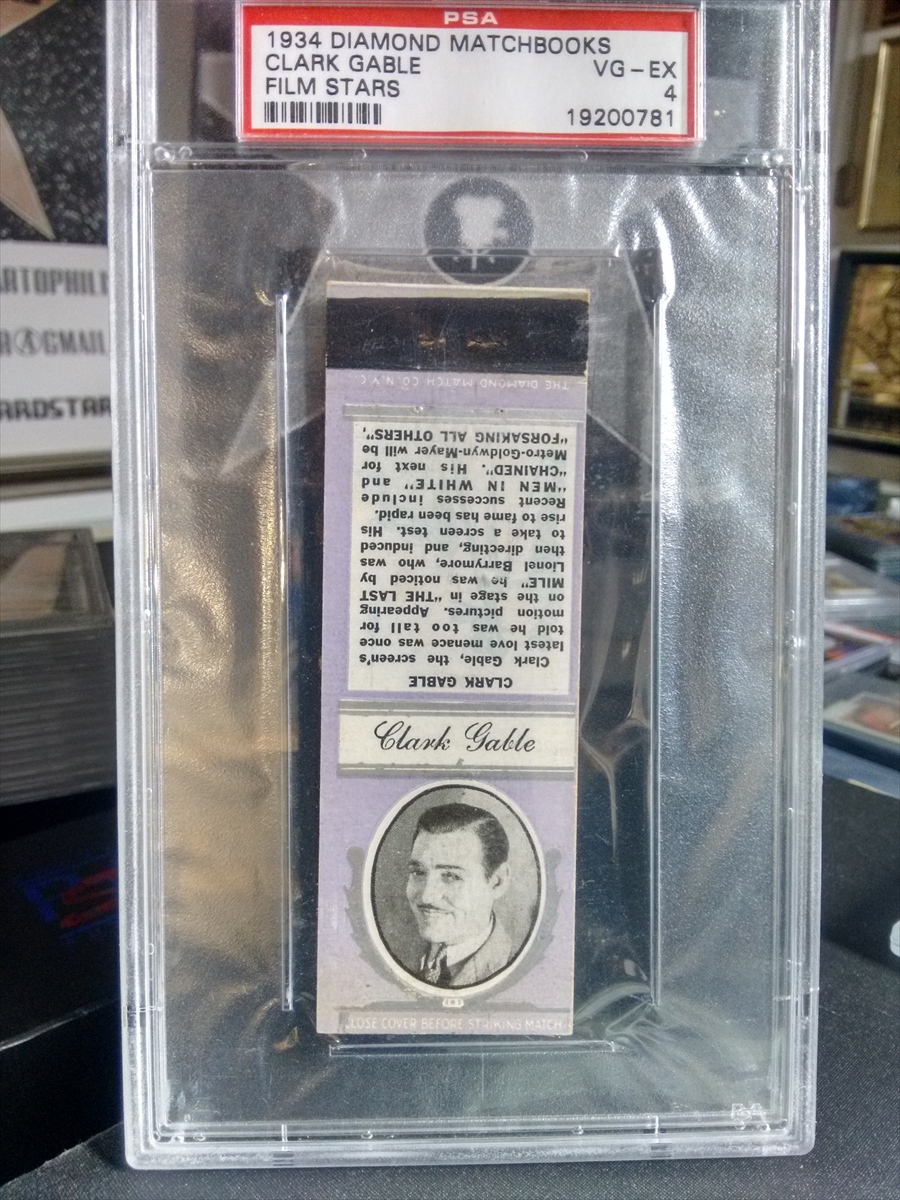 PSA
1934 DIAMOND MATCHBOOKS
CLARK GABLE VG-EX
FILM STARS 4
19200781
ARTOPHILI
R@GMAIL
ARDSTAR
THE DIAMOND MATCH CO. N.Y.C
CLARK GABLE
Clark Gable, the screen's
latest love menace was once
told he was too tall for
motion pictures. Appearing
on the stage in "THE LAST
MILE" he was noticed by
Lionel Barrymore, who was
then directing, and induced
to take a screen test. His
rise to fame has been rapid.
Recent successes include
"MEN IN WHITE" and
"CHAINED". His next for
Metro-Goldwyn-Mayer will be
"FORSAKING ALL OTHERS",
Clark Gable
CLOSE COVER BEFORE STRIKING MATCH